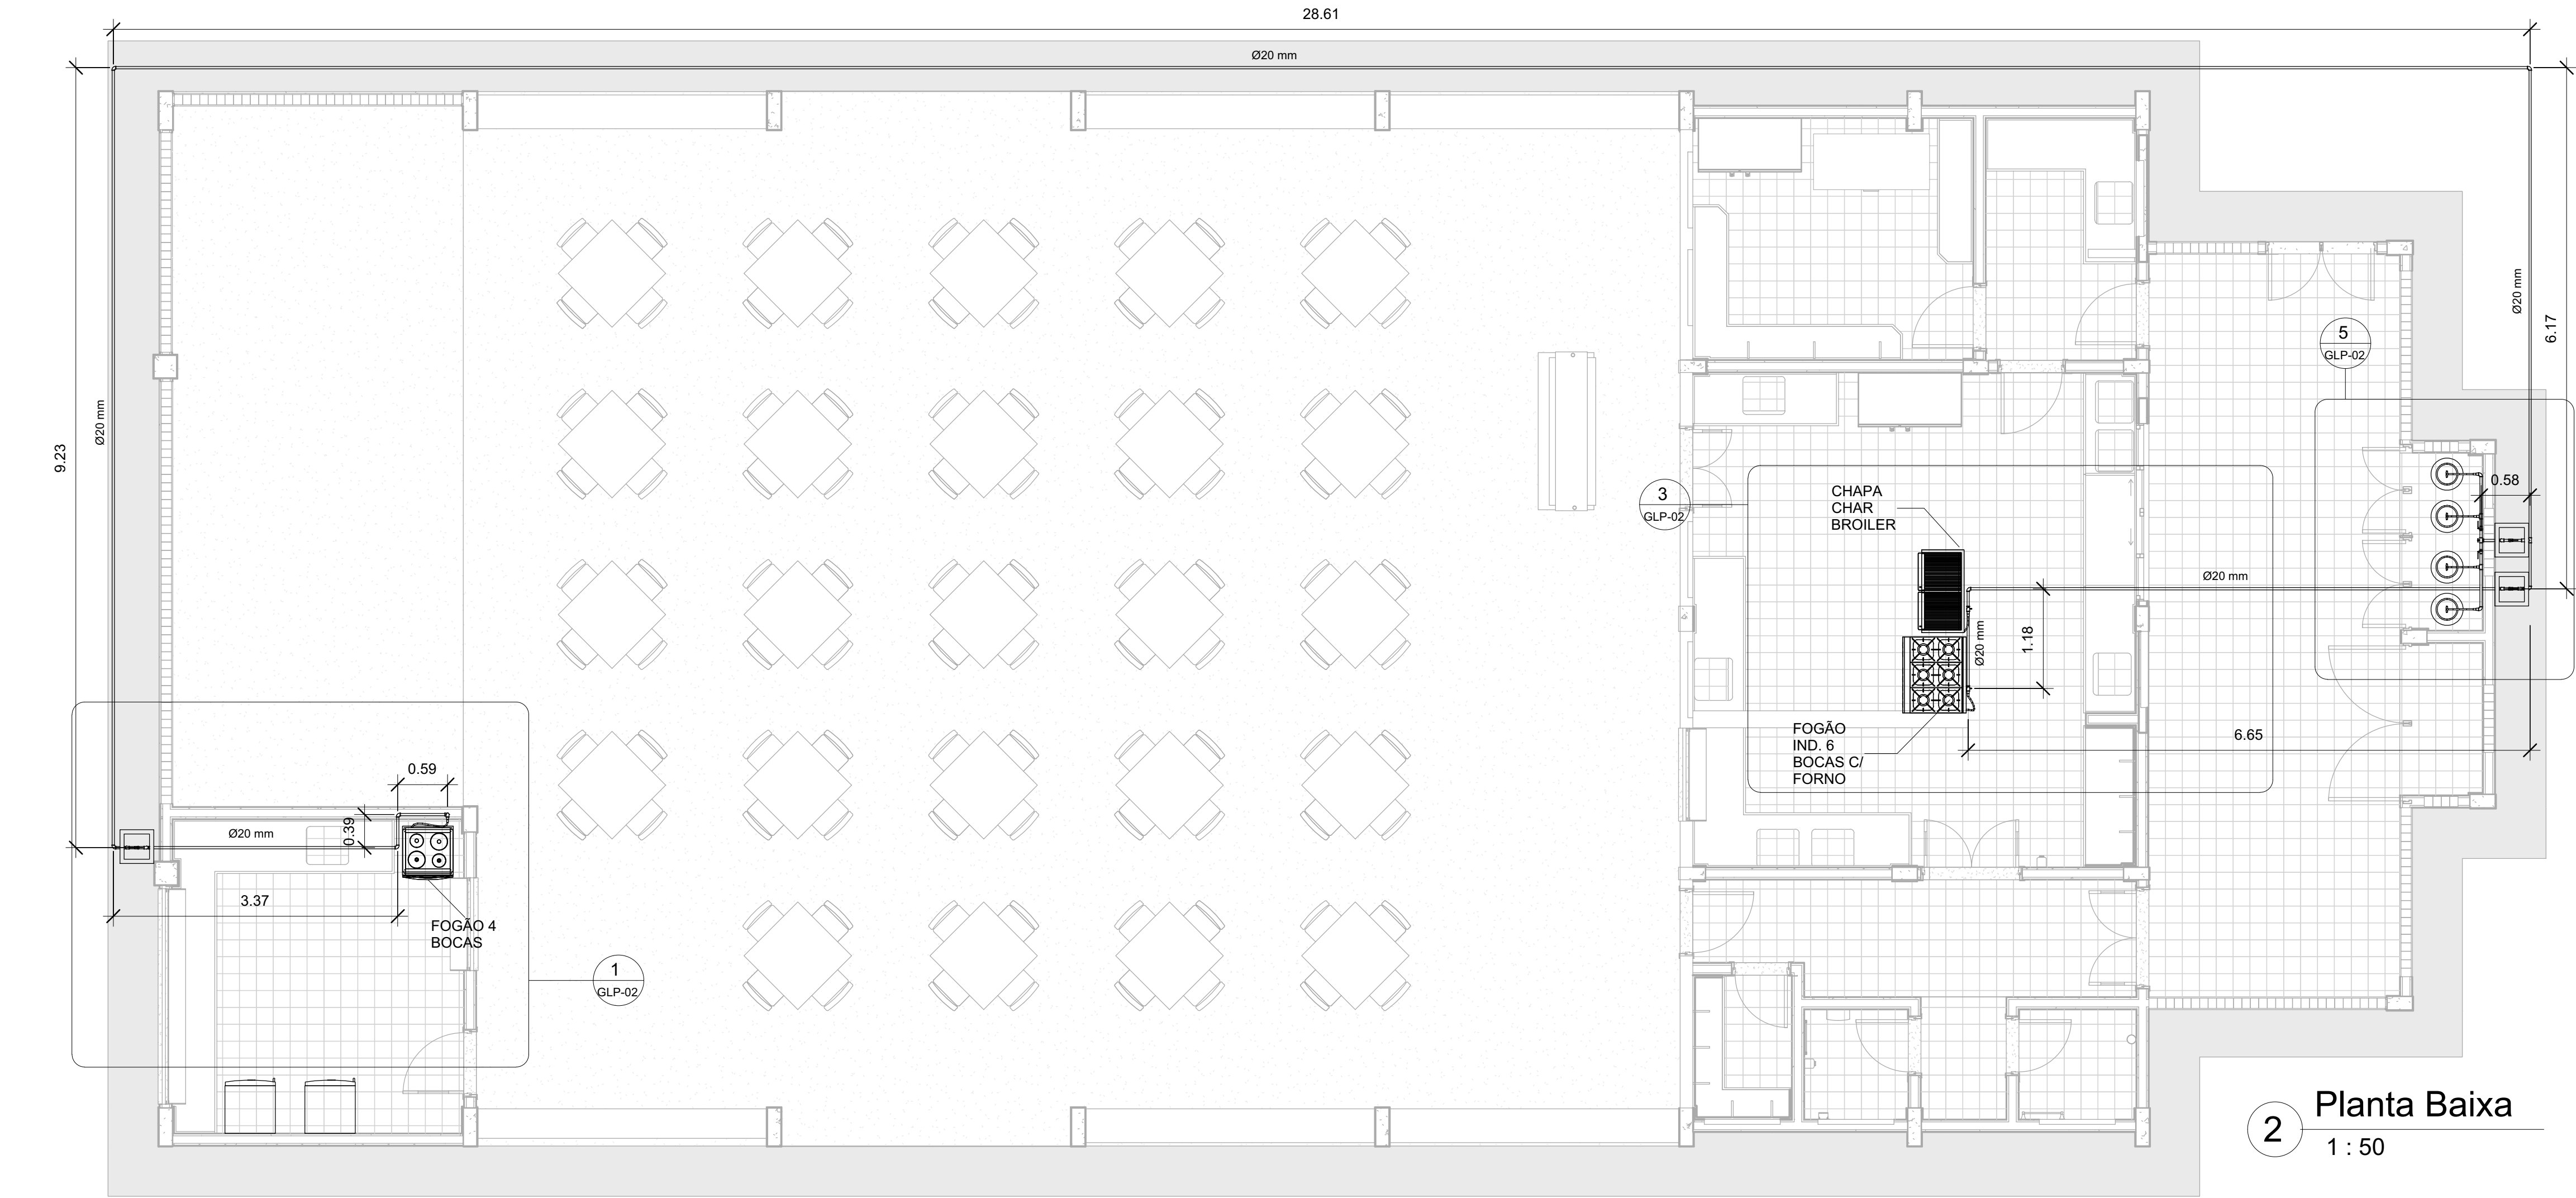 28.61
Ø20 mm
Ø20 mm
6.17
5
GLP-02
Ø20 mm
9.23
0.58
3
GLP-02
CHAPA
CHAR
BROILER
Ø20 mm
Ø20 mm
1.18
FOGÃO
IND. 6
BOCAS C/
FORNO
6.65
0.59
0.39
Ø20 mm
3.37
FOGÃO 4
BOCAS
1
GLP-02
2
Planta Baixa
1 : 50